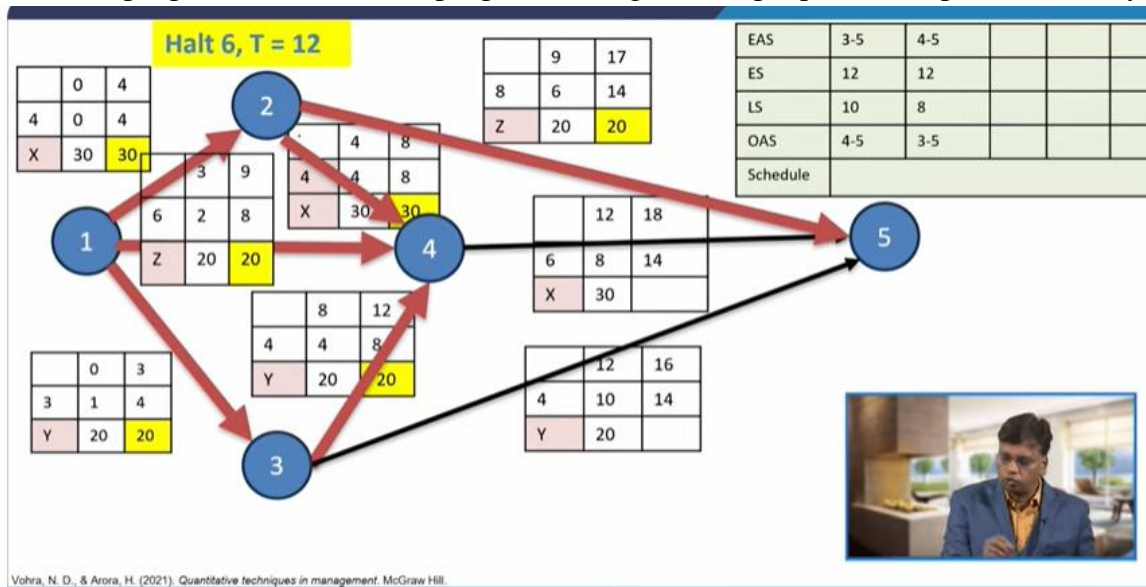 Halt 6, T = 12
EAS 3-5 4-5
ES 12 12
LS 10 8
OAS 4-5 3-5
Schedule
0 4
4 0 4
X 30 30
9 17
8 6 14
Z 20 20
2
4 8
4 4 8
X 30 30
3 9
6 2 8
Z 20 20
1
4
5
12 18
6 8 14
X 30
8 12
4 4 8
Y 20 20
0 3
3 1 4
Y 20 20
12 16
4 10 14
Y 20
3
Vohra, N. D., & Arora, H. (2021). Quantitative techniques in management. McGraw Hill.